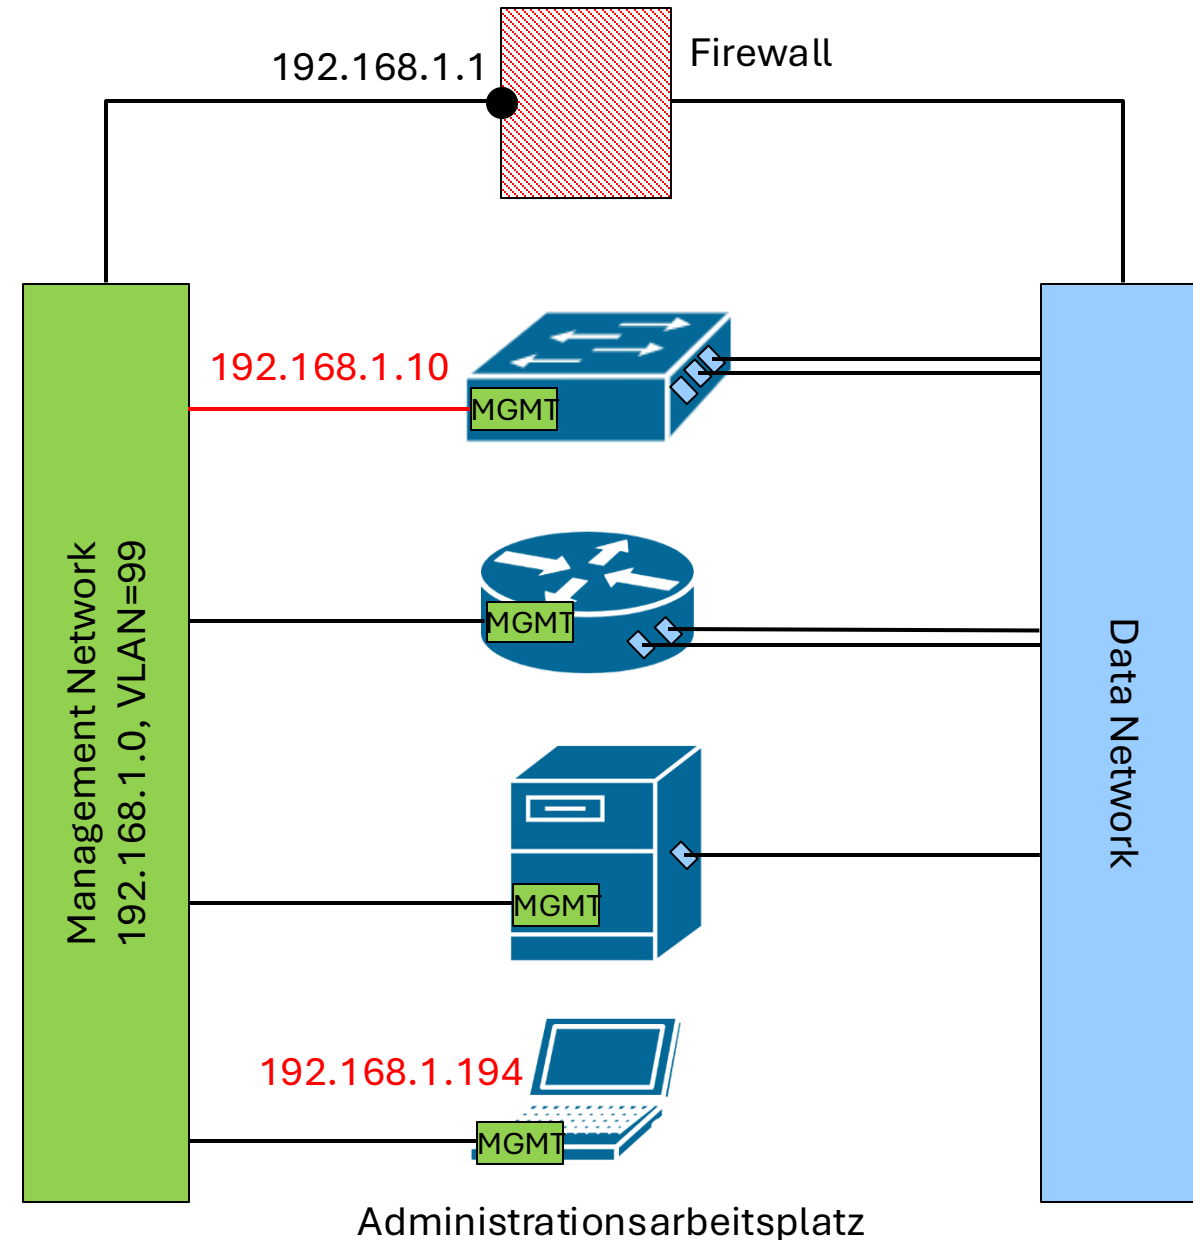 Firewall
192.168.1.1
192.168.1.10
MGMT
MGMT
Management Network
192.168.1.0, VLAN=99
Data Network
MGMT
192.168.1.194
MGMT
Administrationsarbeitsplatz